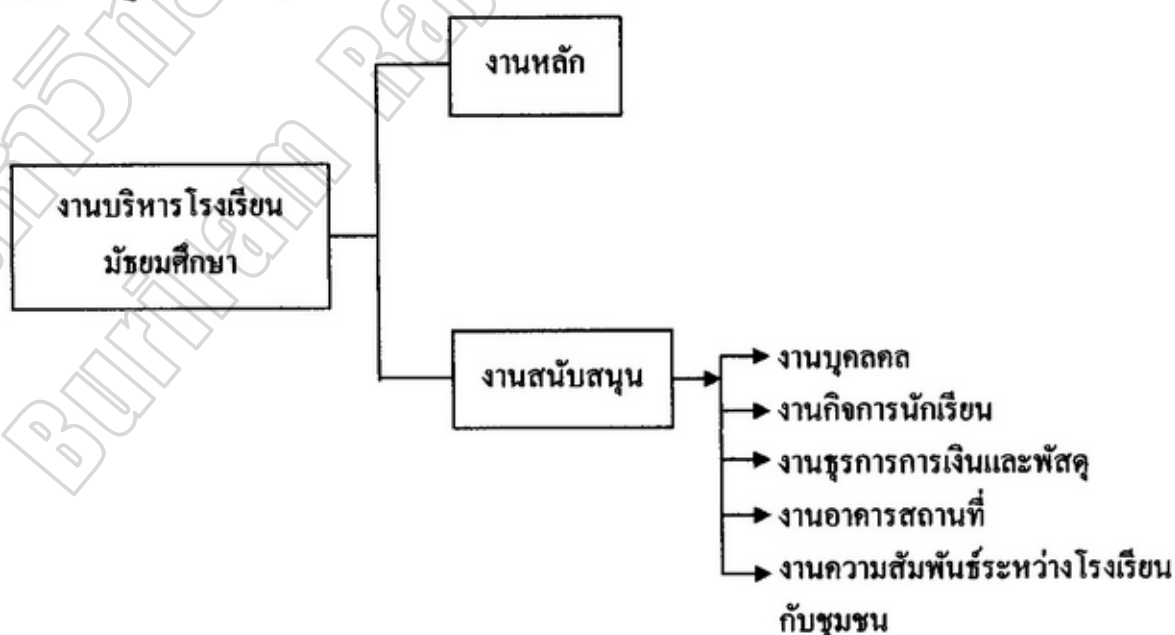 งานหลัก
งานบริหารโรงเรียน
มัธยมศึกษา
งานสนับสนุน
งานบุคลคล
งานกิจการนักเรียน
งานธุรการการเงินและพัสดุ
งานอาคารสถานที่
งานความสัมพันธ์ระหว่างโรงเรียน
กับชุมชน
Buriram Raj